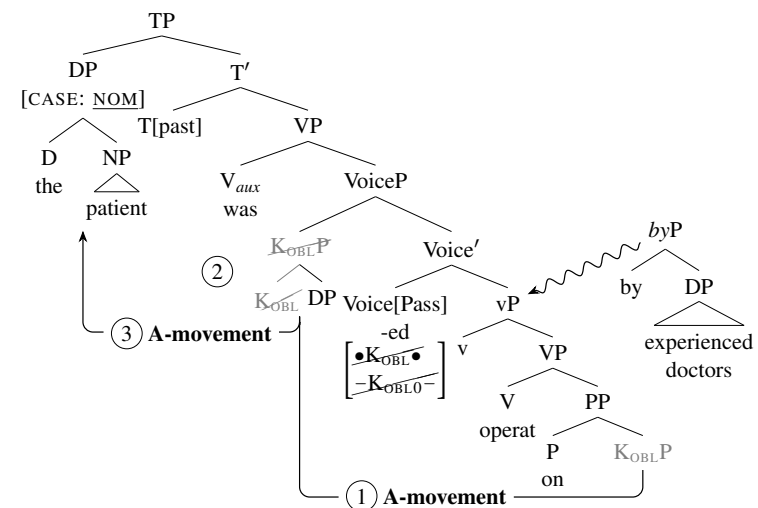 TP
DP T′
[CASE: NOM]
T[past] VP
D NP
the
patient
V_aux VoiceP
was
K_OBL P Voice′ byP
②
K_OBL DP Voice[Pass] vP by DP
-ed
③ A-movement
experienced
doctors
[•K_OBL•] v VP
[−K_OBL0−]
V PP
operat
P K_OBL P
on
① A-movement